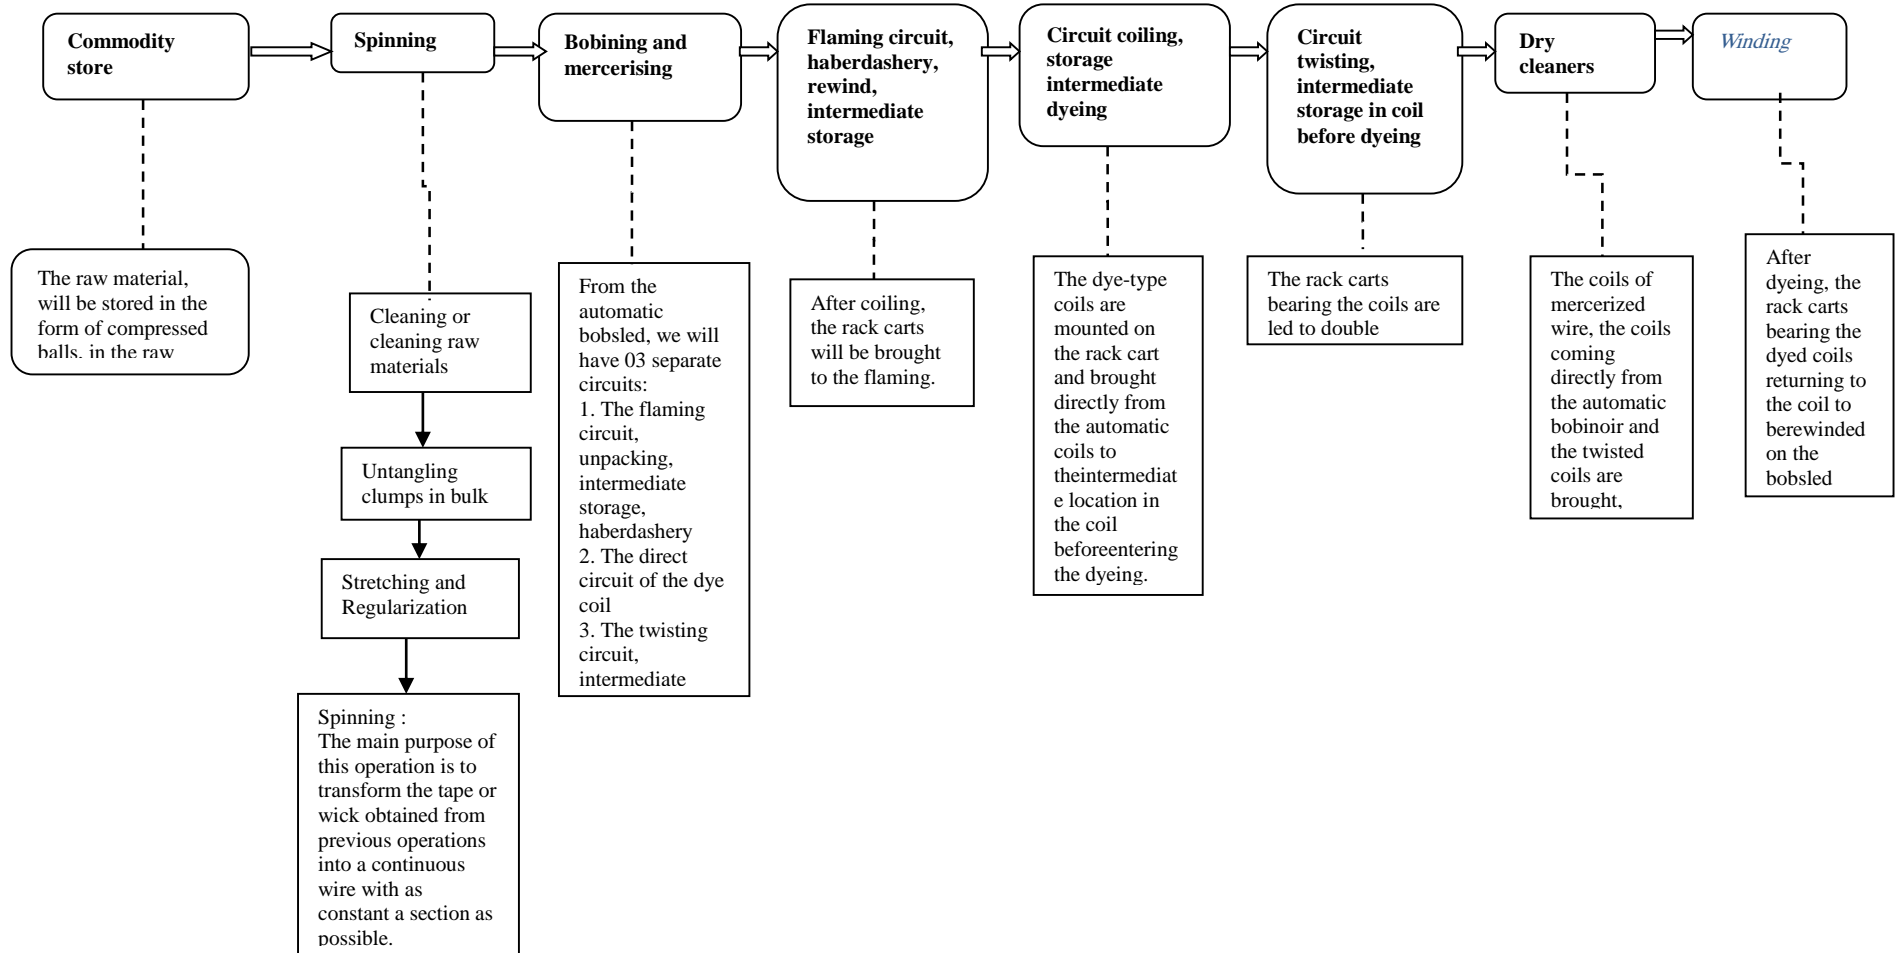 Commodity
store
Spinning
Bobining and
mercerising
Flaming circuit,
haberdashery,
rewind,
intermediate
storage
Circuit coiling,
storage
intermediate
dyeing
Circuit
twisting,
intermediate
storage in coil
before dyeing
Dry
cleaners
Winding
The raw material,
will be stored in the
form of compressed
balls, in the raw
Cleaning or
cleaning raw
materials
Untangling
clumps in bulk
Stretching and
Regularization
Spinning :
The main purpose of
this operation is to
transform the tape or
wick obtained from
previous operations
into a continuous
wire with as
constant a section as
possible.
From the
automatic
bobsled, we will
have 03 separate
circuits:
1. The flaming
circuit,
unpacking,
intermediate
storage,
haberdashery
2. The direct
circuit of the dye
coil
3. The twisting
circuit,
intermediate
After coiling,
the rack carts
will be brought
to the flaming.
The dye-type
coils are
mounted on
the rack cart
and brought
directly from
the automatic
coils to
theintermediat
e location in
the coil
beforeentering
the dyeing.
The rack carts
bearing the coils are
led to double
The coils of
mercerized
wire, the coils
coming
directly from
the automatic
bobinoir and
the twisted
coils are
brought,
After
dyeing, the
rack carts
bearing the
dyed coils
returning to
the coil to
berewinded
on the
bobsled